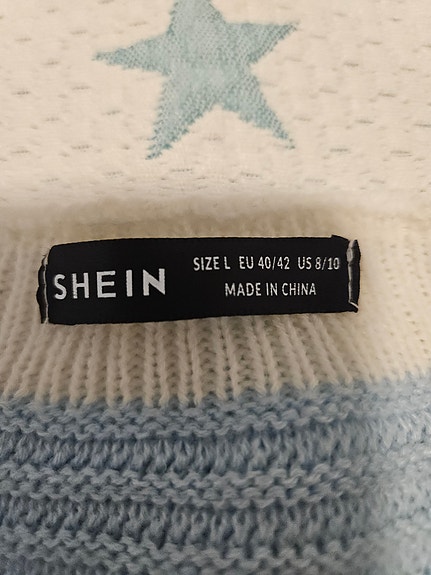 SHEIN
SIZE L EU 40/42 US 8/10
MADE IN CHINA